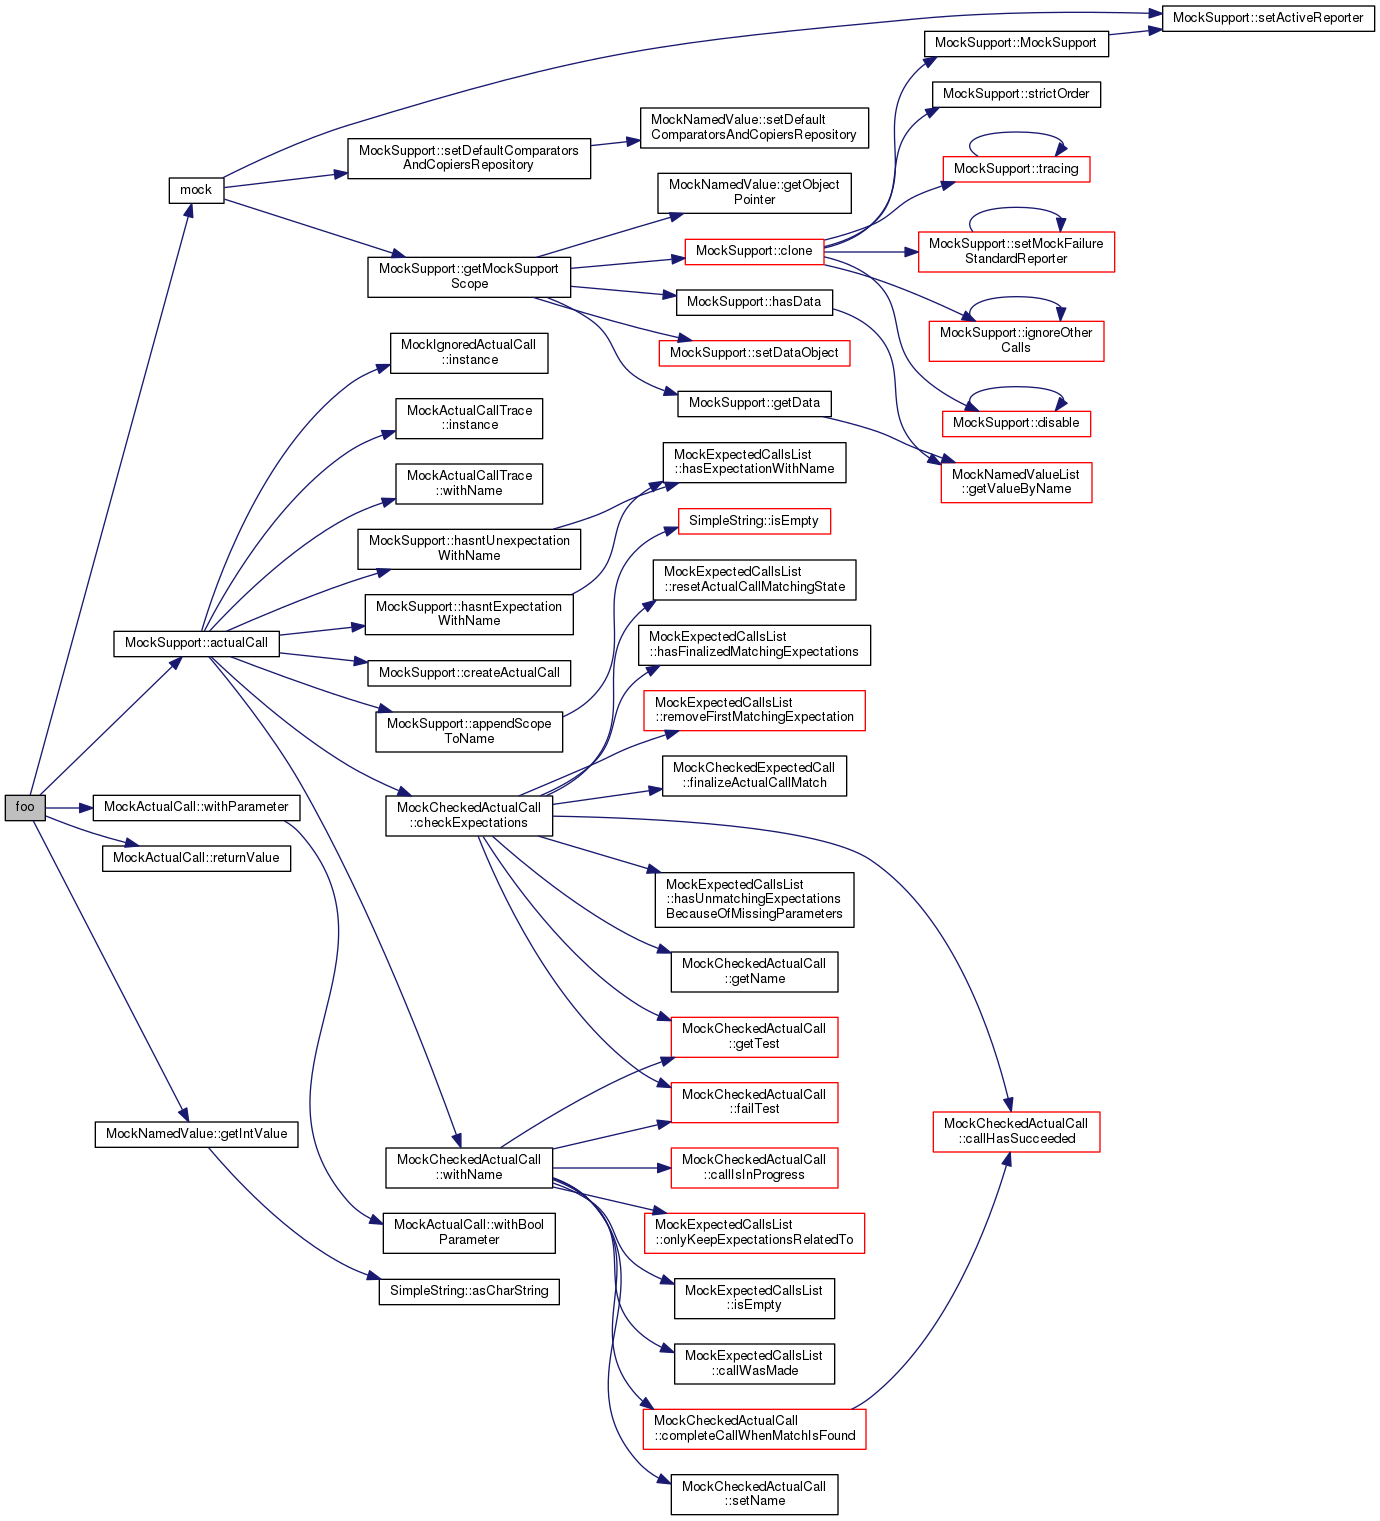 MockSupport::setActiveReporter
MockSupport::MockSupport
MockSupport::strictOrder
MockNamedValue::setDefault
ComparatorsAndCopiersRepository
MockSupport::setDefaultComparators
AndCopiersRepository
MockSupport::tracing
mock
MockNamedValue::getObject
Pointer
MockSupport::setMockFailure
StandardReporter
MockSupport::clone
MockSupport::getMockSupport
Scope
MockSupport::hasData
MockSupport::ignoreOther
Calls
MockIgnoredActualCall
::instance
MockSupport::setDataObject
MockSupport::getData
MockActualCallTrace
::instance
MockSupport::disable
MockExpectedCallsList
::hasExpectationWithName
MockActualCallTrace
::withName
MockNamedValueList
::getValueByName
SimpleString::isEmpty
MockSupport::hasntUnexpectation
WithName
MockExpectedCallsList
::resetActualCallMatchingState
MockSupport::hasntExpectation
WithName
MockSupport::actualCall
MockExpectedCallsList
::hasFinalizedMatchingExpectations
MockSupport::createActualCall
MockExpectedCallsList
::removeFirstMatchingExpectation
MockSupport::appendScope
ToName
MockCheckedExpectedCall
::finalizeActualCallMatch
foo
MockActualCall::withParameter
MockCheckedActualCall
::checkExpectations
MockActualCall::returnValue
MockExpectedCallsList
::hasUnmatchingExpectations
BecauseOfMissingParameters
MockCheckedActualCall
::getName
MockCheckedActualCall
::getTest
MockCheckedActualCall
::failTest
MockCheckedActualCall
::callHasSucceeded
MockNamedValue::getIntValue
MockCheckedActualCall
::withName
MockCheckedActualCall
::callIsInProgress
MockActualCall::withBool
Parameter
MockExpectedCallsList
::onlyKeepExpectationsRelatedTo
SimpleString::asCharString
MockExpectedCallsList
::isEmpty
MockExpectedCallsList
::callWasMade
MockCheckedActualCall
::completeCallWhenMatchIsFound
MockCheckedActualCall
::setName